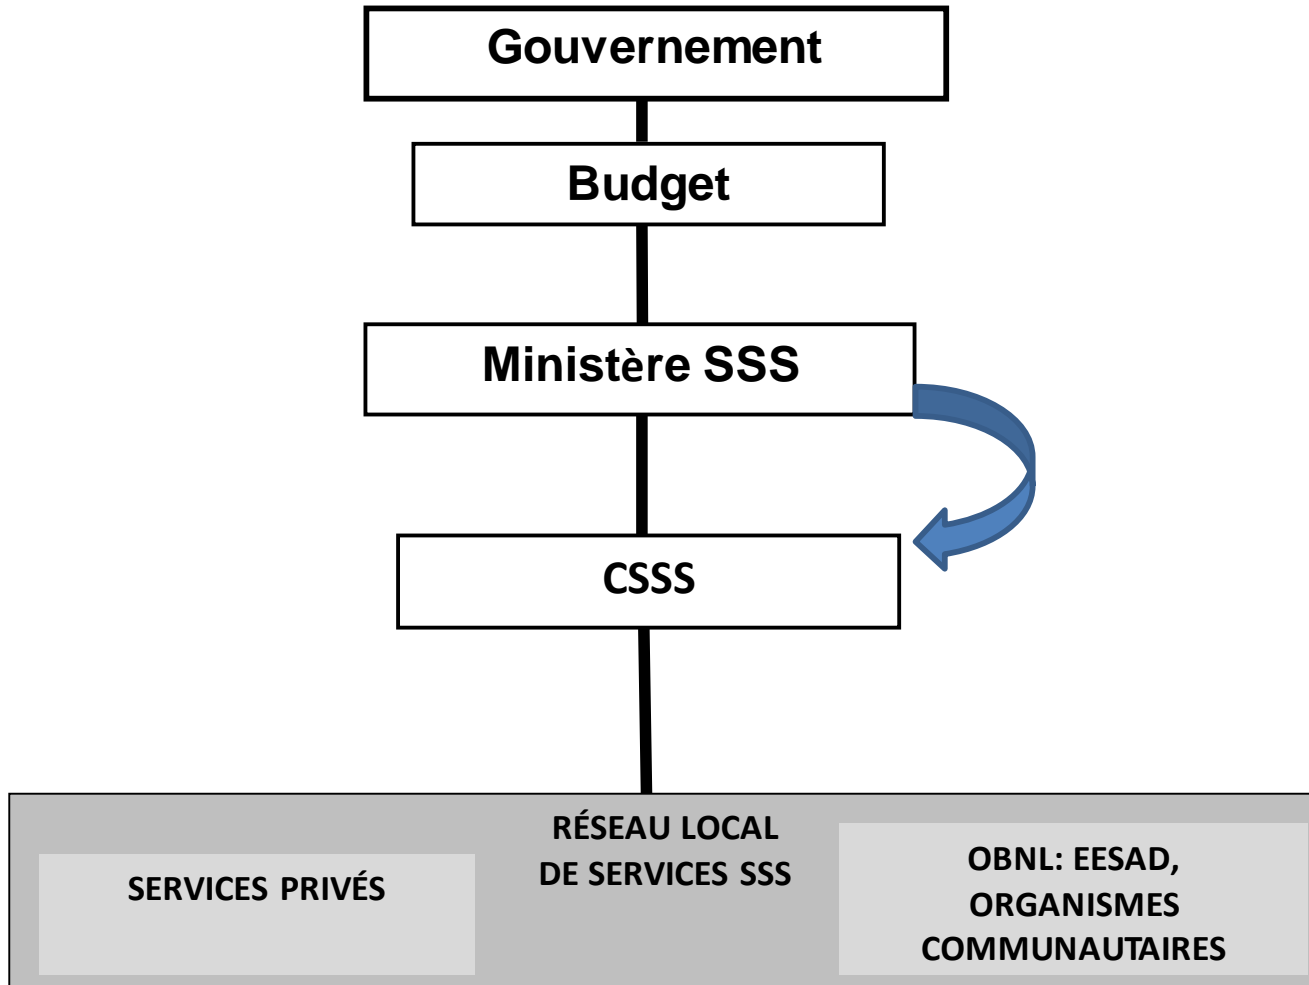 Gouvernement
Budget
Ministère SSS
CSSS
RÉSEAU LOCAL
DE SERVICES SSS
SERVICES PRIVÉS
OBNL: EESAD,
ORGANISMES
COMMUNAUTAIRES